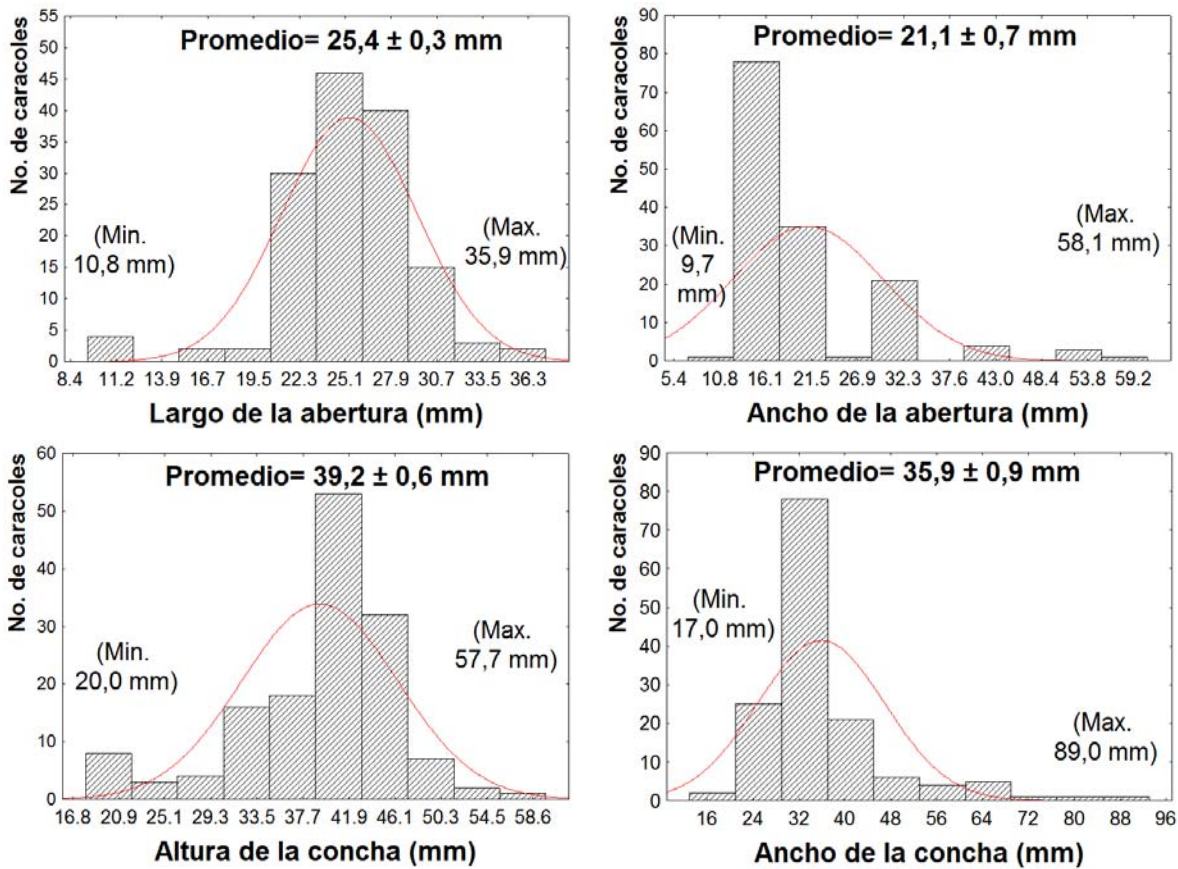 Promedio= 25,4 ± 0,3 mm
No. de caracoles
55
50
45
40
35
30
25
20
15
10
5
0
(Min.
10,8 mm)
(Max.
35,9 mm)
8.4 11.2 13.9 16.7 19.5 22.3 25.1 27.9 30.7 33.5 36.3
Largo de la abertura (mm)
Promedio= 21,1 ± 0,7 mm
No. de caracoles
90
80
70
60
50
40
30
20
10
0
(Min.
9,7
mm)
(Max.
58,1 mm)
5.4 10.8 16.1 21.5 26.9 32.3 37.6 43.0 48.4 53.8 59.2
Ancho de la abertura (mm)
Promedio= 39,2 ± 0,6 mm
No. de caracoles
60
50
40
30
20
10
0
(Min.
20,0 mm)
(Max.
57,7 mm)
16.8 20.9 25.1 29.3 33.5 37.7 41.9 46.1 50.3 54.5 58.6
Altura de la concha (mm)
Promedio= 35,9 ± 0,9 mm
No. de caracoles
90
80
70
60
50
40
30
20
10
0
(Min.
17,0 mm)
(Max.
89,0 mm)
16 24 32 40 48 56 64 72 80 88 96
Ancho de la concha (mm)